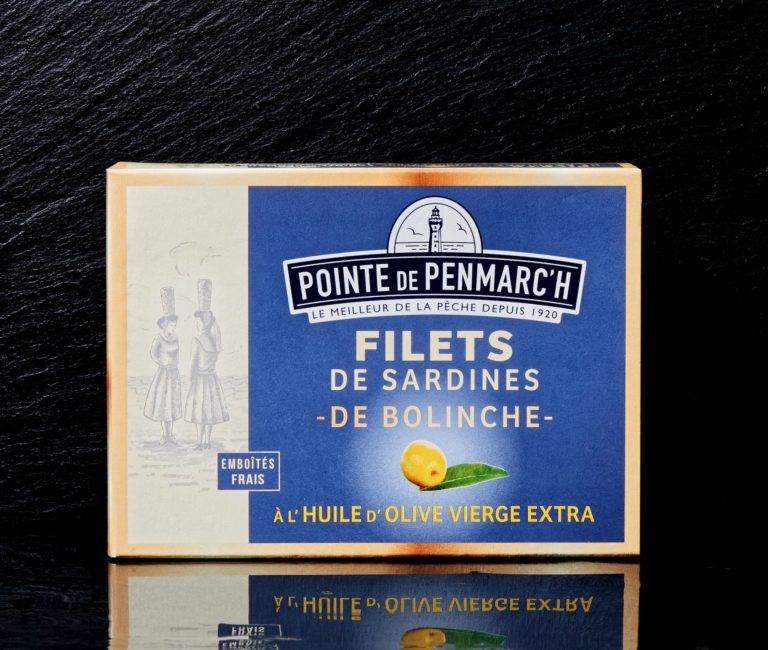 POINTE DE PENMARC'H
LE MEILLEUR DE LA PÊCHE DEPUIS 1920
FILETS
DE SARDINES
-DE BOLINCHE-
EMBOÎTÉS
FRAIS
À L'HUILE D'OLIVE VIERGE EXTRA